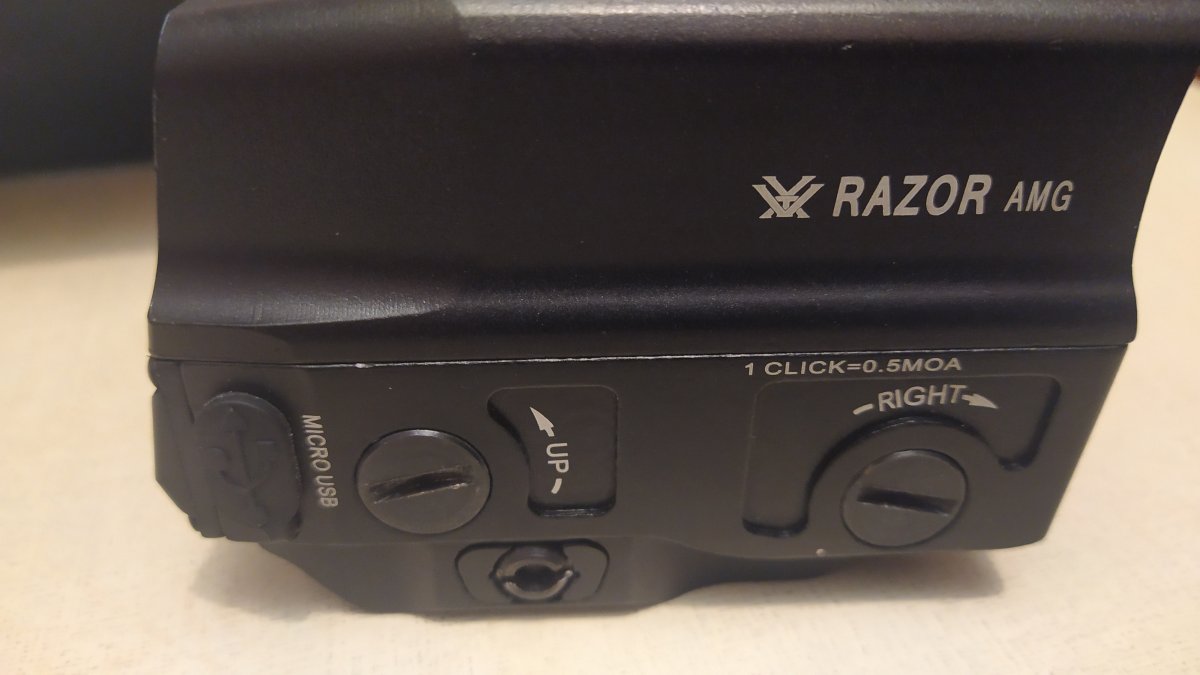 RAZOR AMG
1 CLICK=0.5MOA
RIGHT
UP
MICRO USB